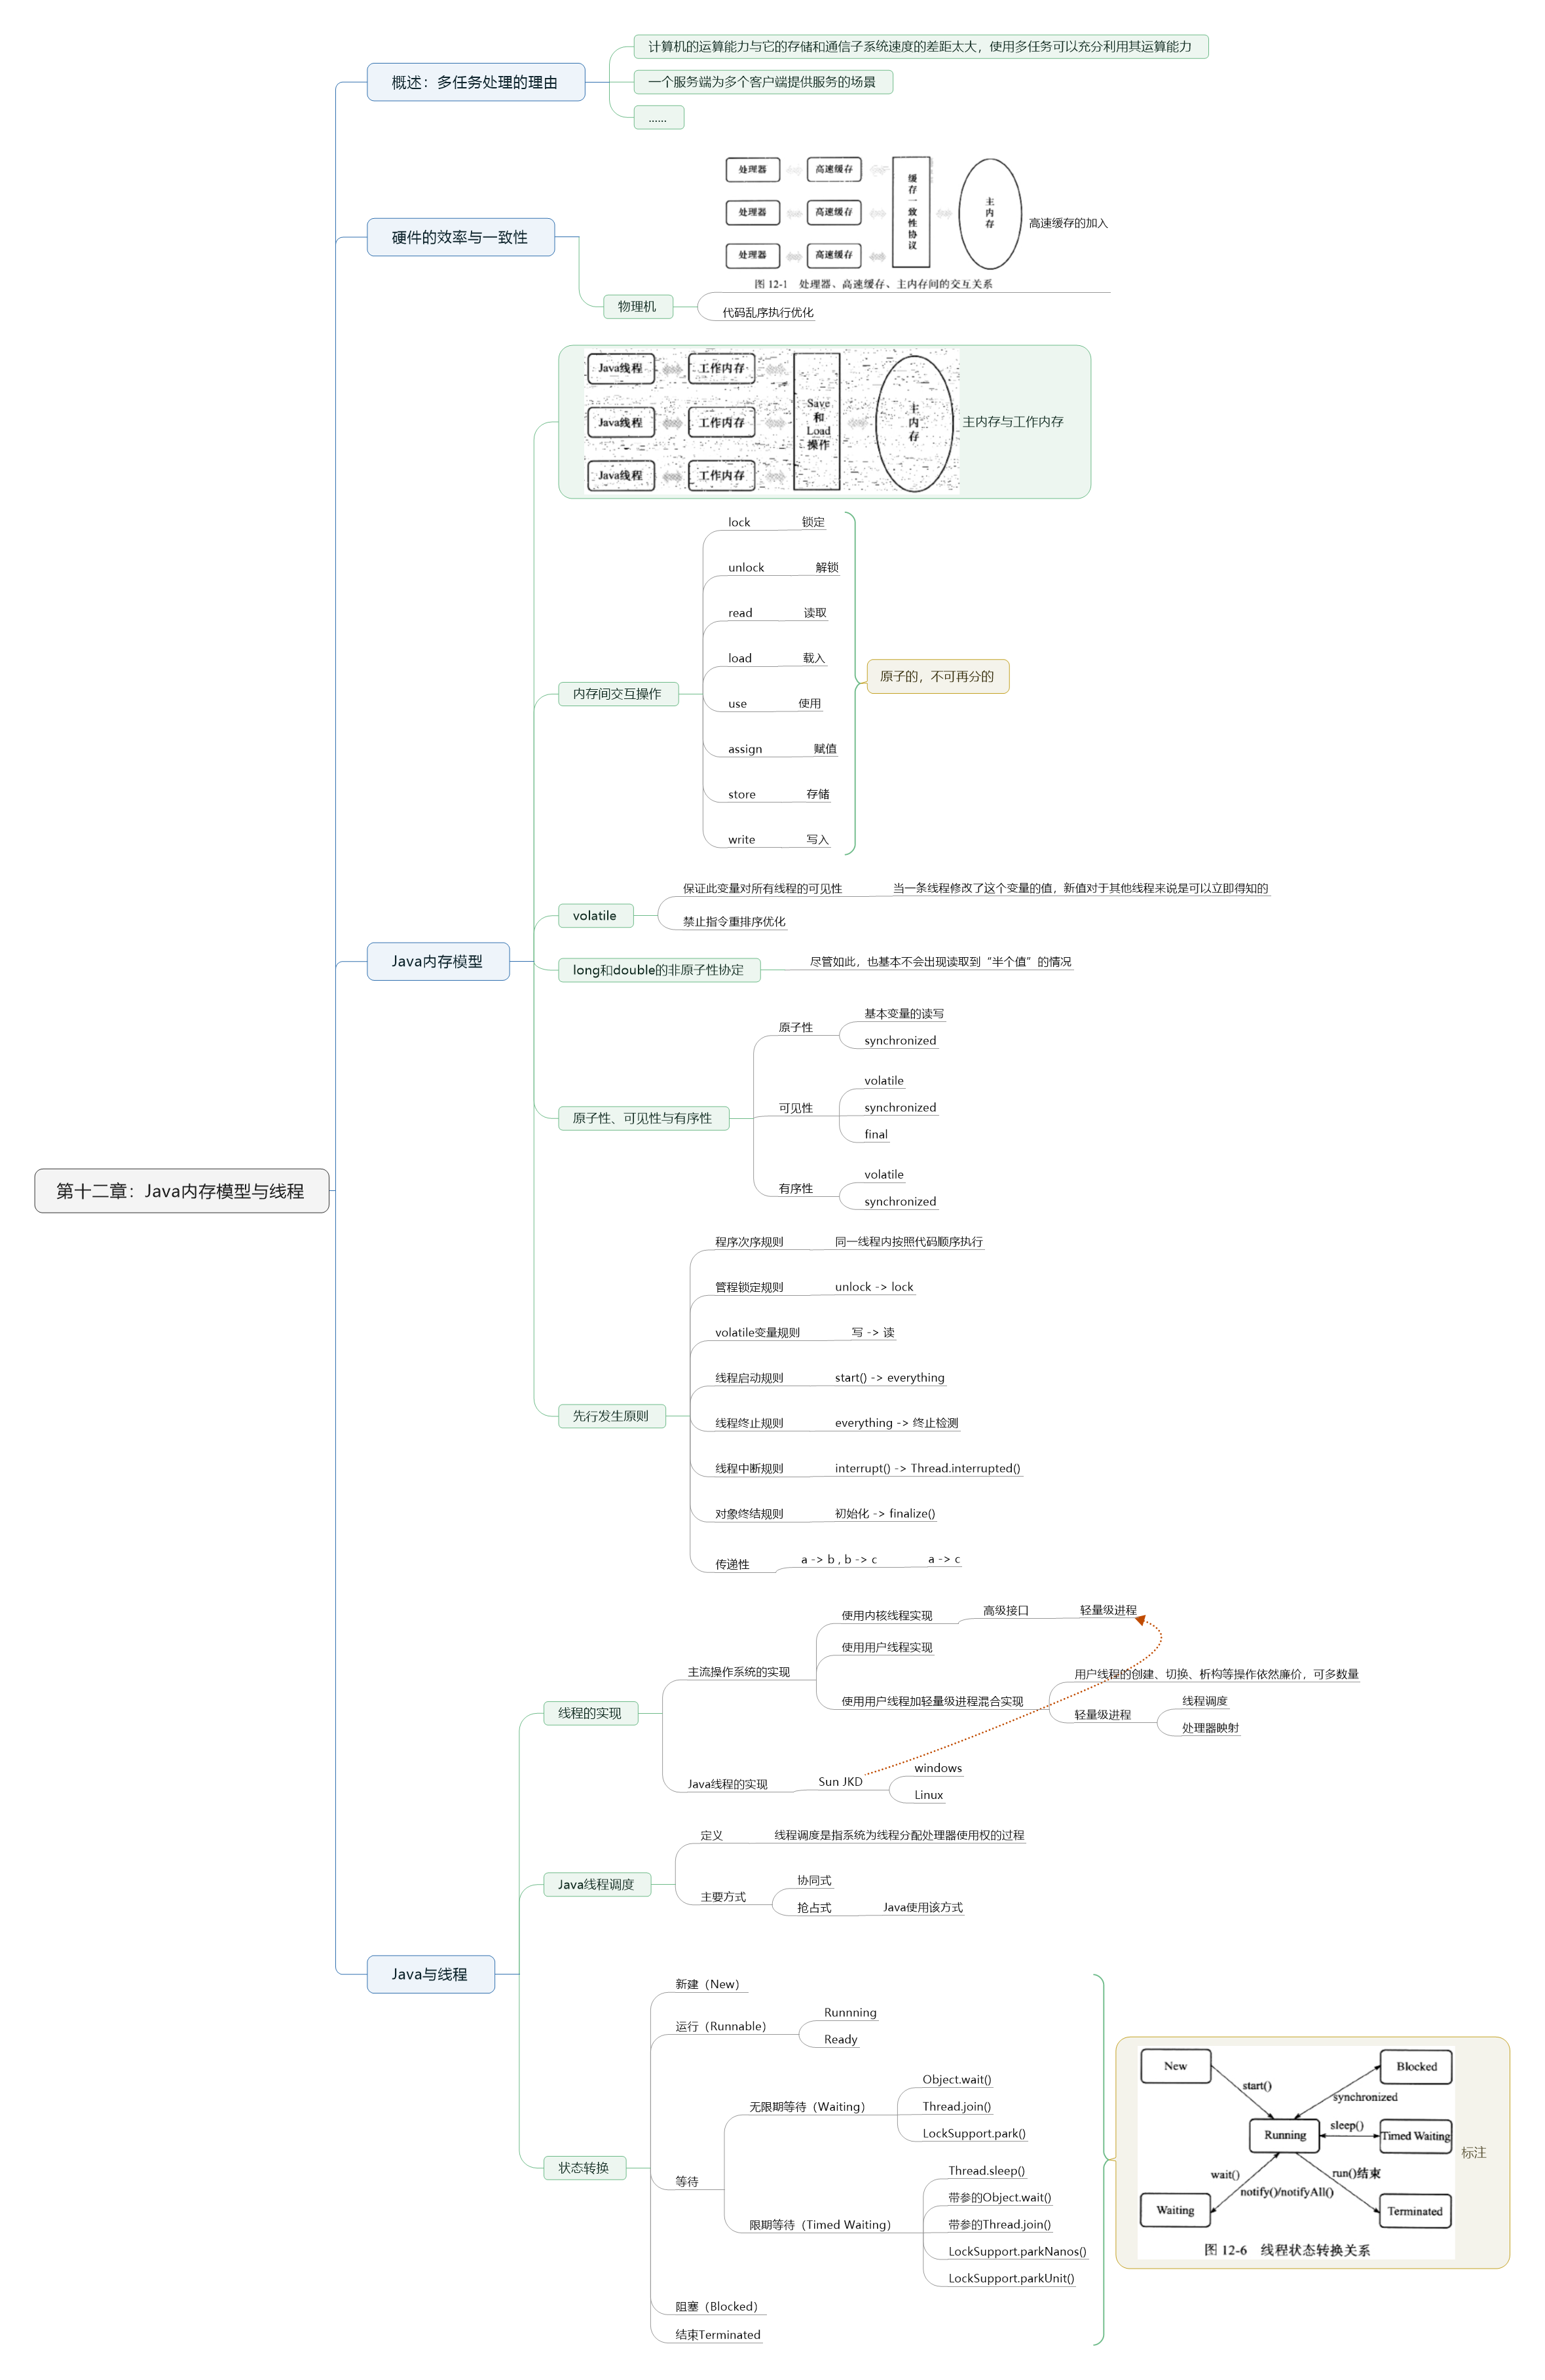 第十二章：Java内存模型与线程
概述：多任务处理的理由
计算机的运算能力与它的存储和通信子系统速度的差距太大，使用多任务可以充分利用其运算能力
一个服务端为多个客户端提供服务的场景
......
硬件的效率与一致性
物理机
处理器
高速缓存
处理器
高速缓存
处理器
高速缓存
缓存一致性协议
主内存
图 12-1 处理器、高速缓存、主内存间的交互关系
高速缓存的加入
代码乱序执行优化
Java内存模型
Java线程
工作内存
Java线程
工作内存
Java线程
工作内存
Save
和
Load
操作
主内存
主内存与工作内存
内存间交互操作
lock 锁定
unlock 解锁
read 读取
load 载入
use 使用
assign 赋值
store 存储
write 写入
原子的，不可再分的
volatile
保证此变量对所有线程的可见性
当一条线程修改了这个变量的值，新值对于其他线程来说是可以立即得知的
禁止指令重排序优化
long和double的非原子性协定
尽管如此，也基本不会出现读取到“半个值”的情况
原子性、可见性与有序性
原子性
基本变量的读写
synchronized
可见性
volatile
synchronized
final
有序性
volatile
synchronized
先行发生原则
程序次序规则 同一线程内按照代码顺序执行
管程锁定规则 unlock -> lock
volatile变量规则 写 -> 读
线程启动规则 start() -> everything
线程终止规则 everything -> 终止检测
线程中断规则 interrupt() -> Thread.interrupted()
对象终结规则 初始化 -> finalize()
传递性 a -> b , b -> c a -> c
Java与线程
线程的实现
主流操作系统的实现
使用内核线程实现 高级接口 轻量级进程
使用用户线程实现
使用用户线程加轻量级进程混合实现
用户线程的创建、切换、析构等操作依然廉价，可多数量
轻量级进程
线程调度
处理器映射
Java线程的实现
Sun JKD
windows
Linux
Java线程调度
定义 线程调度是指系统为线程分配处理器使用权的过程
主要方式
协同式
抢占式 Java使用该方式
状态转换
新建（New）
运行（Runnable）
Runnning
Ready
等待
无限期等待（Waiting）
Object.wait()
Thread.join()
LockSupport.park()
限期等待（Timed Waiting）
Thread.sleep()
带参的Object.wait()
带参的Thread.join()
LockSupport.parkNanos()
LockSupport.parkUnit()
阻塞（Blocked）
结束Terminated
New
Blocked
start()
synchronized
Running
sleep()
Timed Waiting
wait()
run()结束
notify()/notifyAll()
Waiting
Terminated
图 12-6 线程状态转换关系
标注